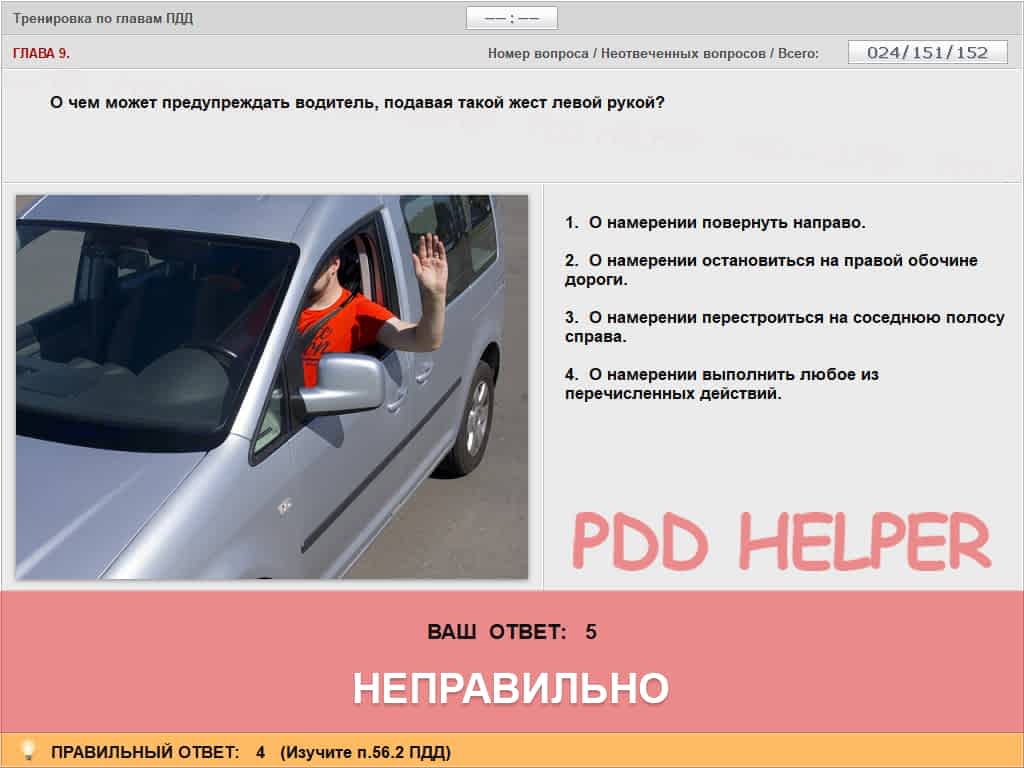 Тренировка по главам ПДД
—— : ——
ГЛАВА 9.
Номер вопроса / Неотвеченных вопросов / Всего:
024/151/152
О чем может предупреждать водитель, подавая такой жест левой рукой?
1. О намерении повернуть направо.
2. О намерении остановиться на правой обочине
дороги.
3. О намерении перестроиться на соседнюю полосу
справа.
4. О намерении выполнить любое из
перечисленных действий.
PDD HELPER
ВАШ ОТВЕТ: 5
НЕПРАВИЛЬНО
ПРАВИЛЬНЫЙ ОТВЕТ: 4 (Изучите п.56.2 ПДД)